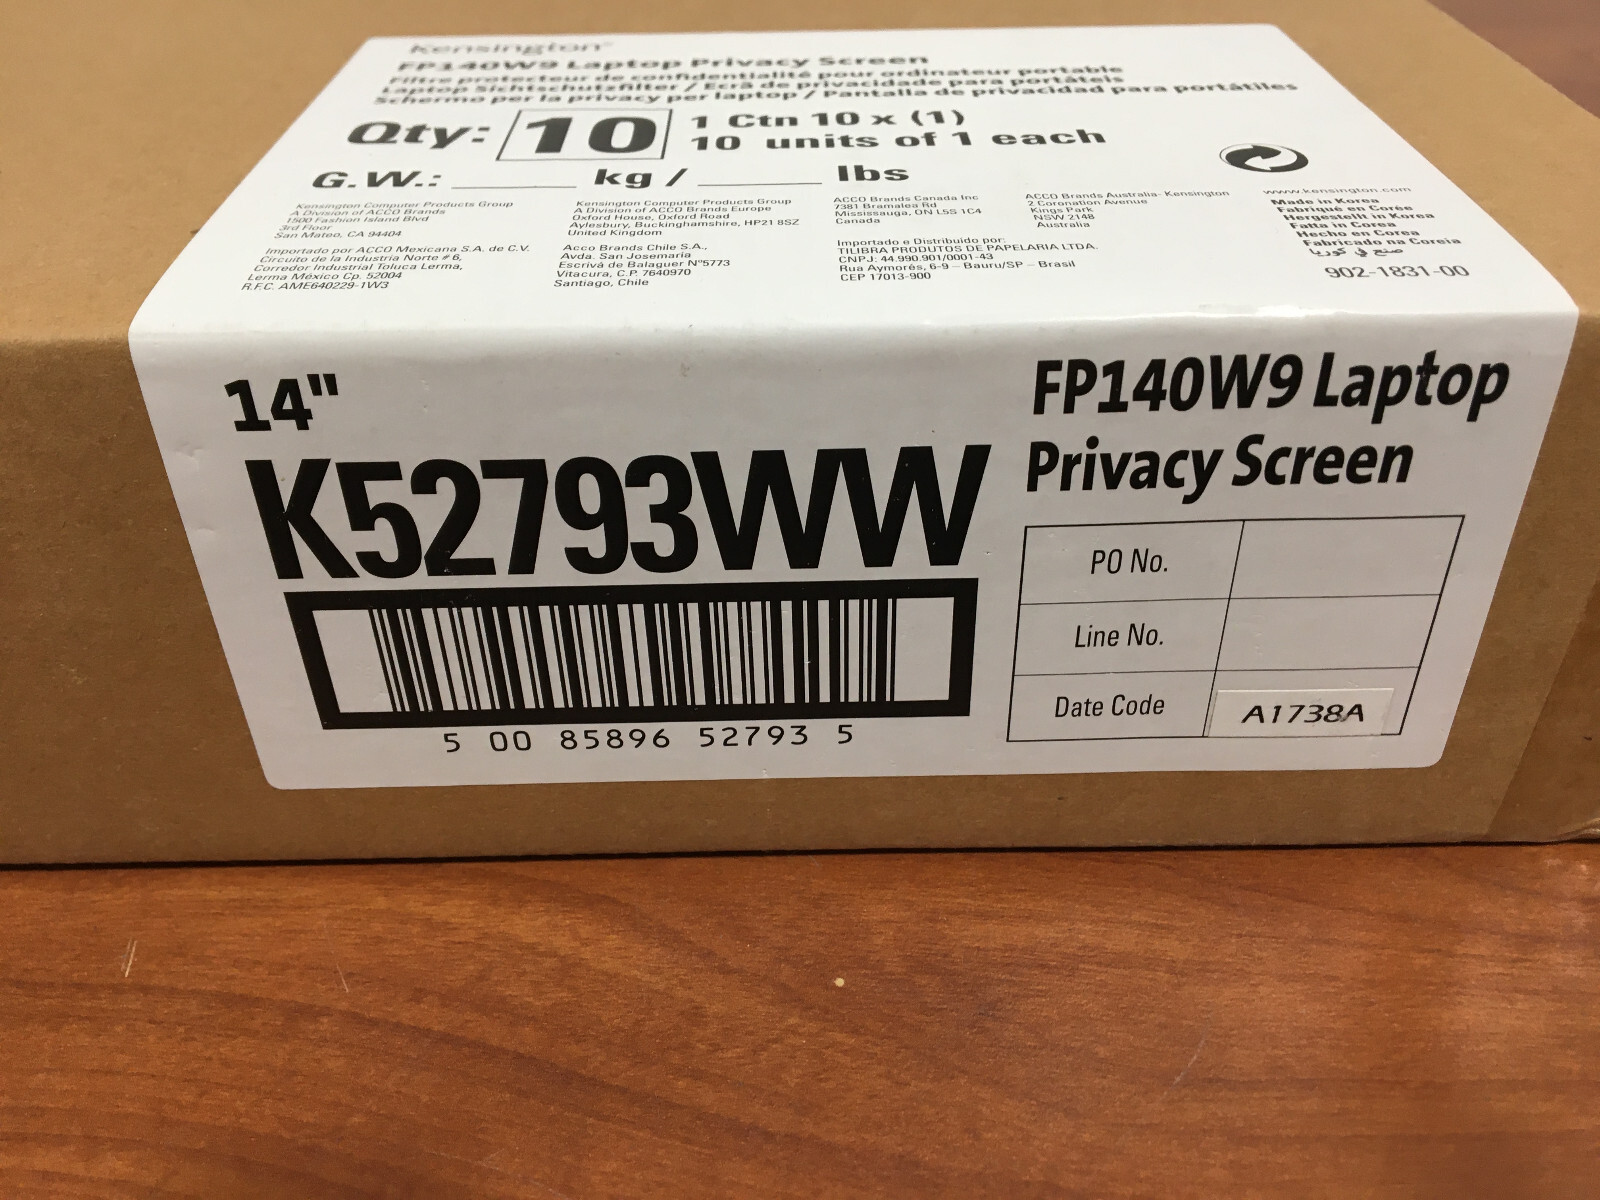 Kensington
FP140W9 Laptop Privacy Screen
Filtre protecteur de confidentialité pour ordinateur portable
Laptop Sichtschutzfilter / Ecrã de privacidade para portáteis
Schermo per la privacy per laptop / Pantalla de privacidad para portátiles
Qty: 10
1 Ctn 10 x (1)
10 units of 1 each
G.W.: ______ kg / ______ lbs
Kensington Computer Products Group
A Division of ACCO Brands
1500 Fashion Island Blvd
3rd Floor
San Mateo, CA 94404
Importado por ACCO Mexicana S.A. de C.V.
Circuito de la Industria Norte # 6,
Corredor Industrial Toluca Lerma,
Lerma México Cp. 52004
R.F.C. AME640229-1W3
Kensington Computer Products Group
A Division of ACCO Brands Europe
Oxford House, Oxford Road
Aylesbury, Buckinghamshire, HP21 8SZ
United Kingdom
Acco Brands Chile S.A.,
Avda. San Josemaria
Escrivá de Balaguer N°5773
Vitacura, C.P. 7640970
Santiago, Chile
ACCO Brands Canada Inc
7381 Bramalea Rd
Mississauga, ON L5S 1C4
Canada
Importado e Distribuido por:
TILIBRA PRODUTOS DE PAPELARIA LTDA.
CNPJ: 44.990.901/0001-43
Rua Aymorés, 6-9 – Bauru/SP – Brasil
CEP 17013-900
ACCO Brands Australia- Kensington
2 Coronation Avenue
Kings Park
NSW 2148
Australia
www.kensington.com
Made in Korea
Fabriqué en Corée
Hergestellt in Korea
Fatta in Corea
Hecho en Corea
Fabricado na Coreia
صنع في كوريا
902-1831-00
14"
K52793WW
5 00 85896 52793 5
FP140W9 Laptop
Privacy Screen
PO No.
Line No.
Date Code A1738A